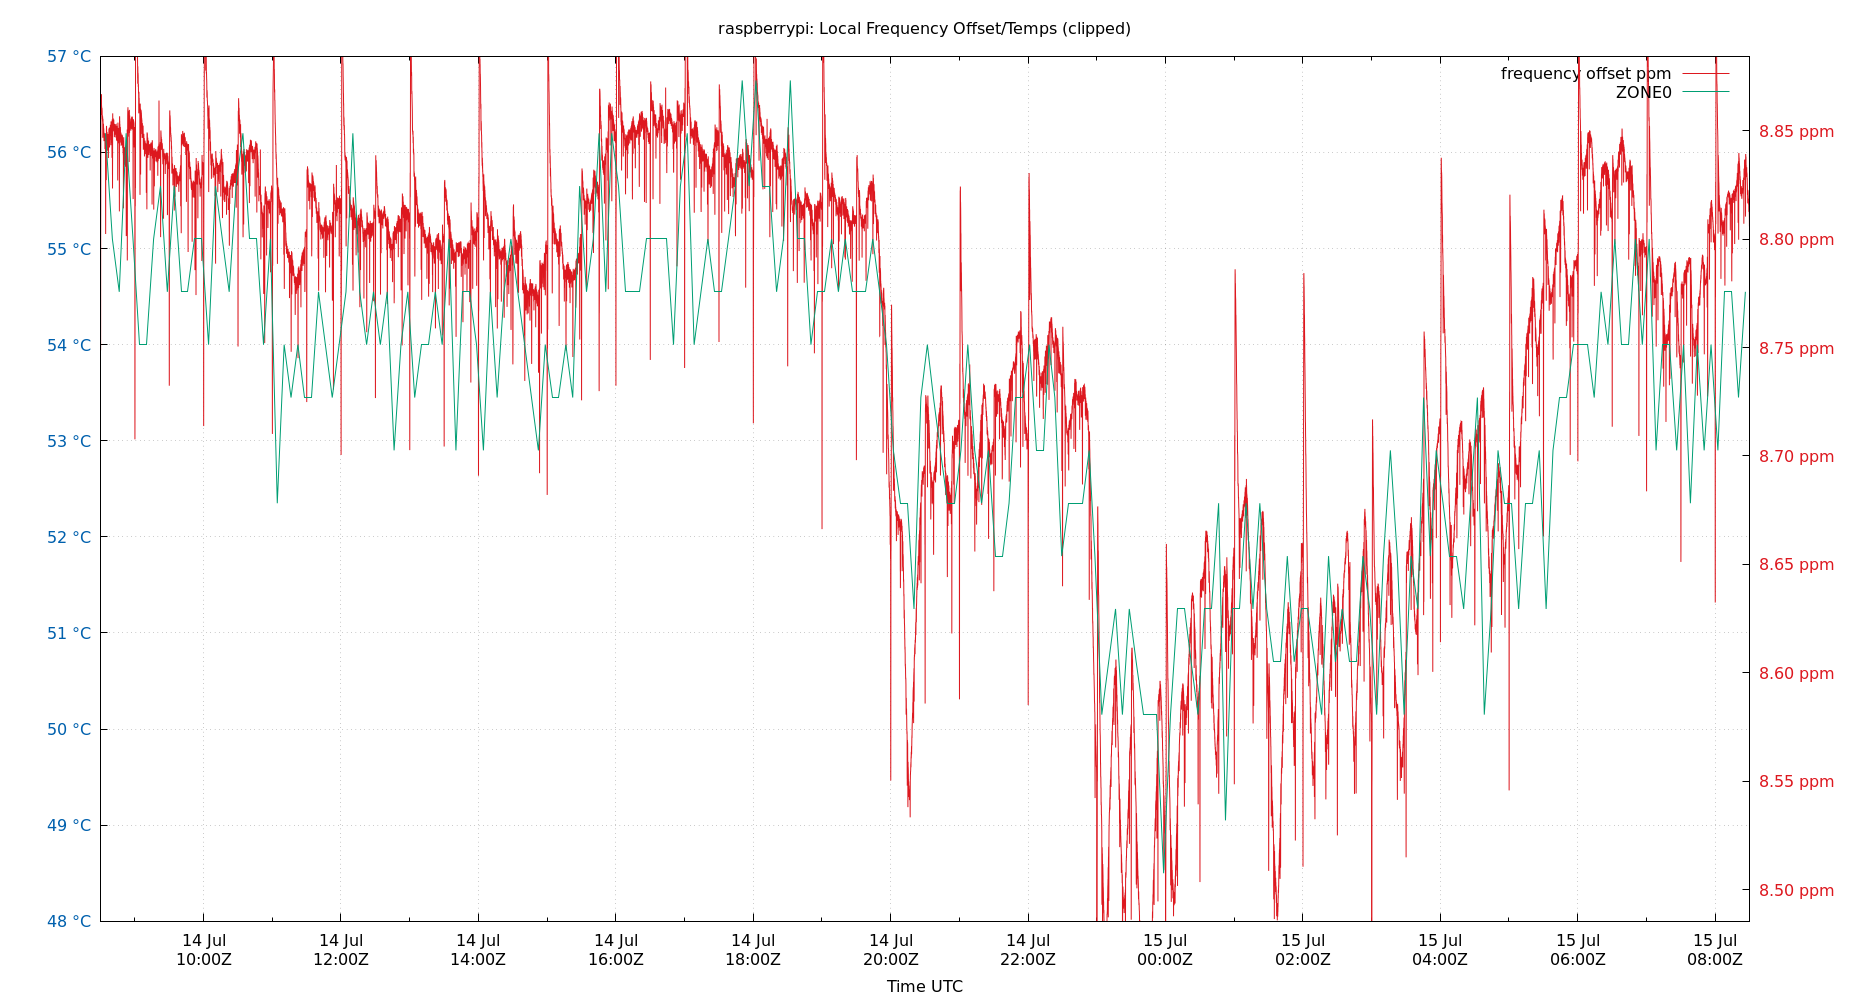 raspberrypi: Local Frequency Offset/Temps (clipped)
57 °C
56 °C
55 °C
54 °C
53 °C
52 °C
51 °C
50 °C
49 °C
48 °C
frequency offset ppm
ZONE0
8.85 ppm
8.80 ppm
8.75 ppm
8.70 ppm
8.65 ppm
8.60 ppm
8.55 ppm
8.50 ppm
14 Jul 14 Jul 14 Jul 14 Jul 14 Jul 14 Jul 14 Jul 15 Jul 15 Jul 15 Jul 15 Jul 15 Jul
10:00Z 12:00Z 14:00Z 16:00Z 18:00Z 20:00Z 22:00Z 00:00Z 02:00Z 04:00Z 06:00Z 08:00Z
Time UTC